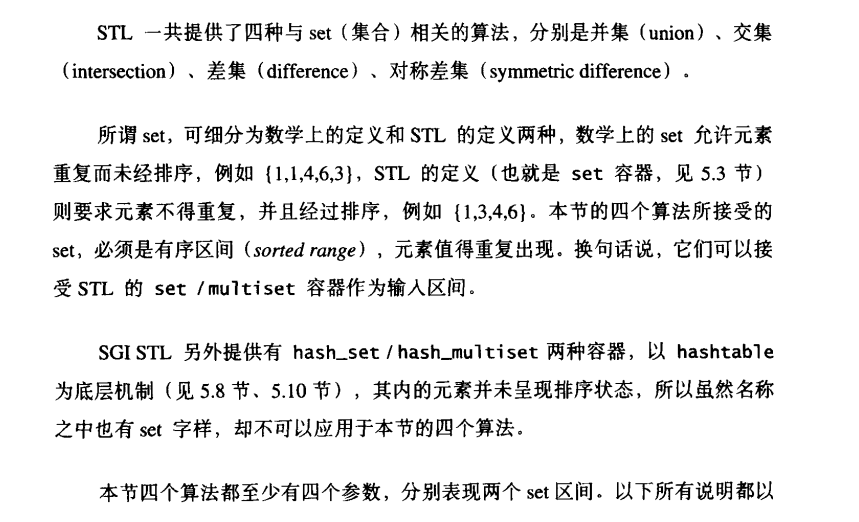 STL 一共提供了四种与 set（集合）相关的算法，分别是并集（union）、交集
（intersection）、差集（difference）、对称差集（symmetric difference）。
所谓 set，可细分为数学上的定义和 STL 的定义两种，数学上的 set 允许元素
重复而未经排序，例如 {1,1,4,6,3}，STL 的定义（也就是 set 容器，见 5.3 节）
则要求元素不得重复，并且经过排序，例如 {1,3,4,6}。本节的四个算法所接受的
set，必须是有序区间（sorted range），元素值得重复出现。换句话说，它们可以接
受 STL 的 set /multiset 容器作为输入区间。
SGI STL 另外提供有 hash_set / hash_multiset 两种容器，以 hashtable
为底层机制（见 5.8 节、5.10 节），其内的元素并未呈现排序状态，所以虽然名称
之中也有 set 字样，却不可以应用于本节的四个算法。
本节四个算法都至少有四个参数，分别表现两个 set 区间。以下所有说明都以